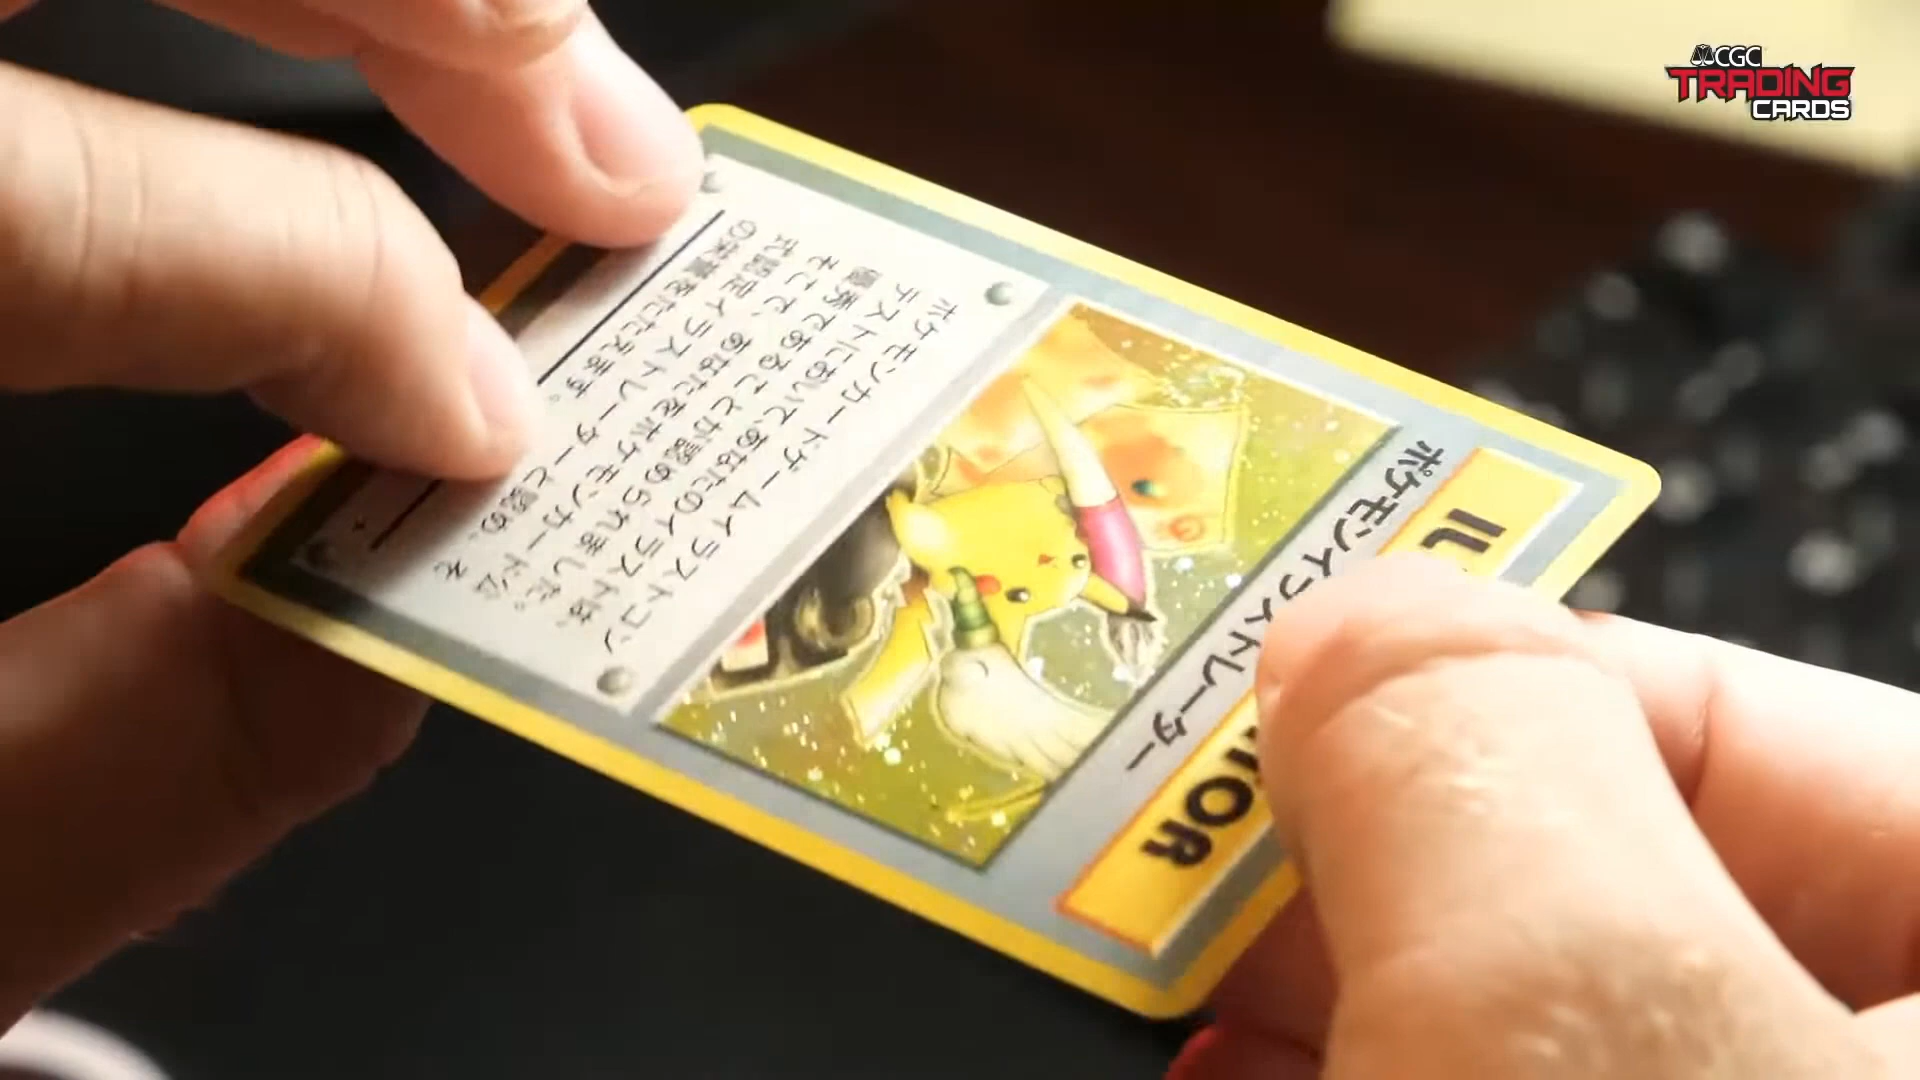 CGC
TRADING
CARDS
IL TOR
ポケモンイラストレーター
ポケモンカードゲームイラストコン
テストにおいて、あなたのイラストは
優秀であることが認められました。
そこで、あなたをポケモンカード公
式認定イラストレーターと認め、そ
の栄誉をたたえます。